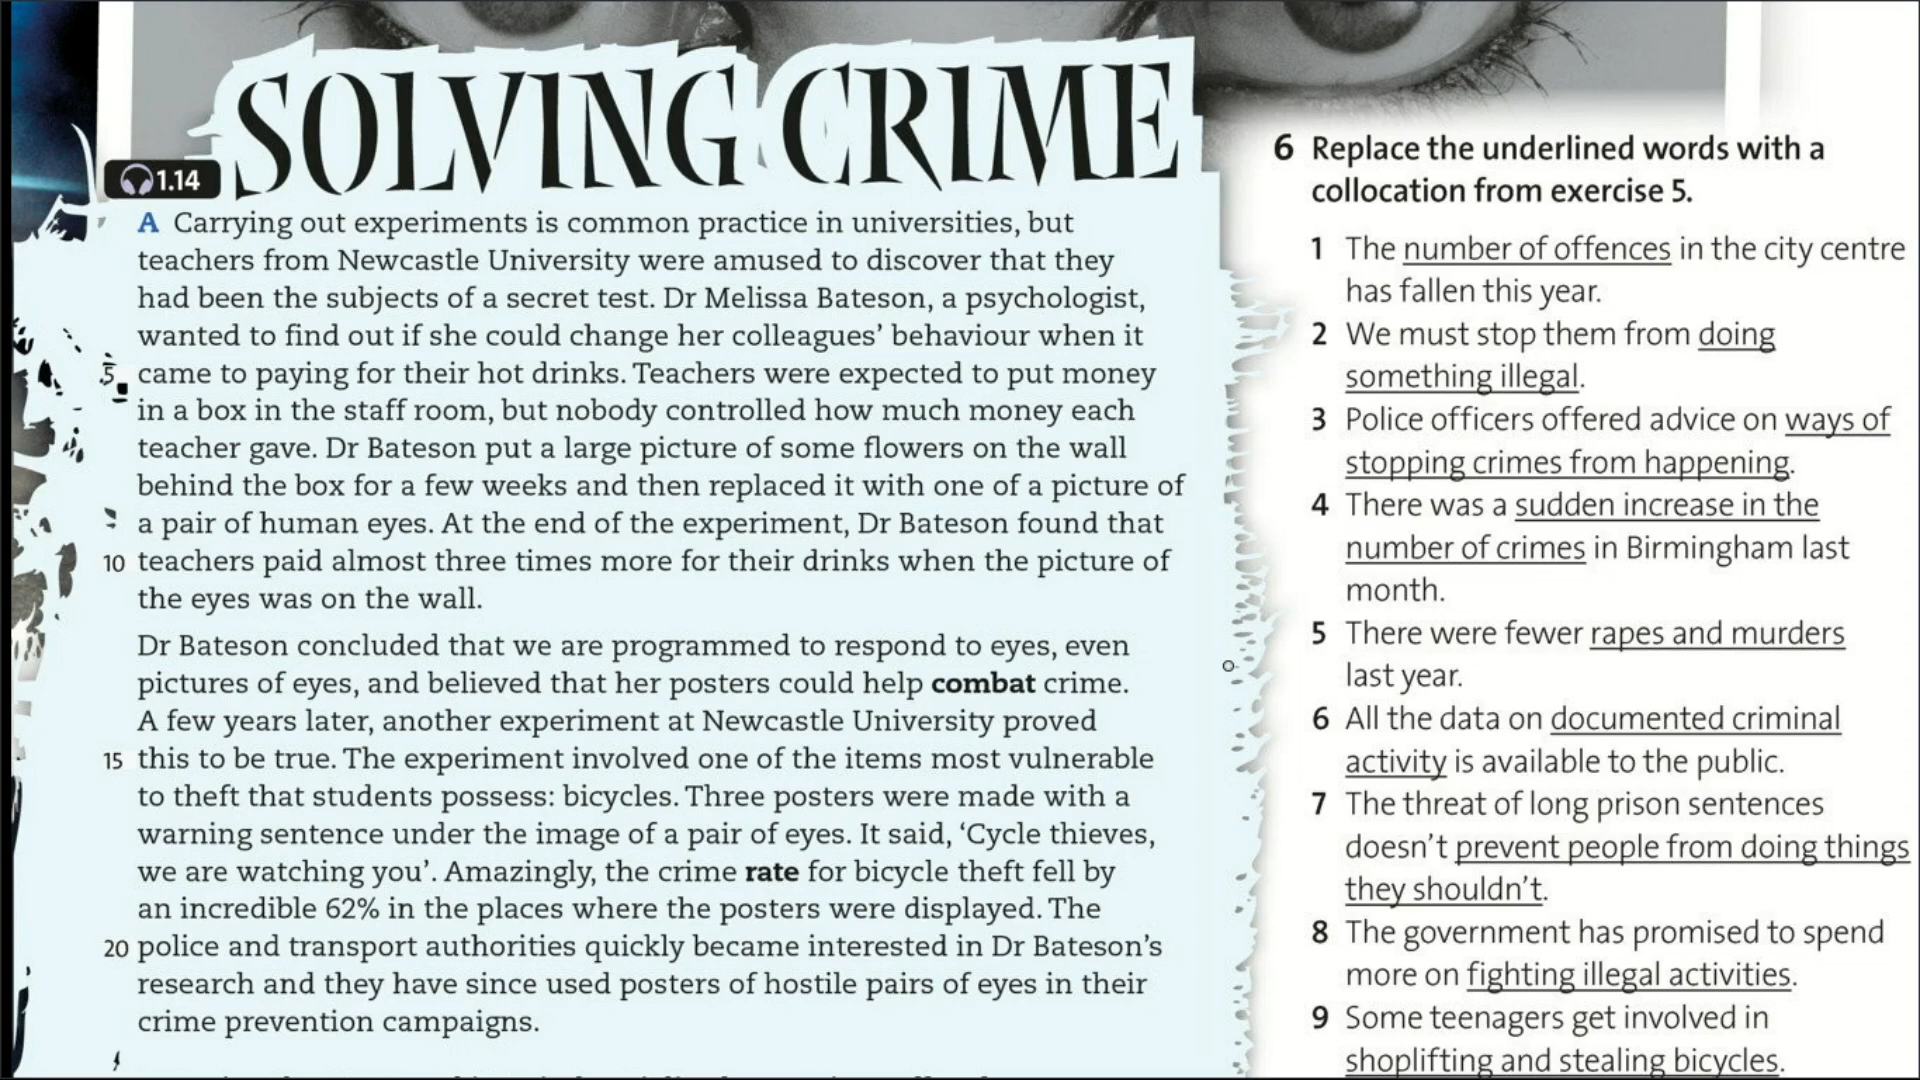 SOLVING CRIME
1.14
A Carrying out experiments is common practice in universities, but
teachers from Newcastle University were amused to discover that they
had been the subjects of a secret test. Dr Melissa Bateson, a psychologist,
wanted to find out if she could change her colleagues’ behaviour when it
5 came to paying for their hot drinks. Teachers were expected to put money
in a box in the staff room, but nobody controlled how much money each
teacher gave. Dr Bateson put a large picture of some flowers on the wall
behind the box for a few weeks and then replaced it with one of a picture of
a pair of human eyes. At the end of the experiment, Dr Bateson found that
10 teachers paid almost three times more for their drinks when the picture of
the eyes was on the wall.
Dr Bateson concluded that we are programmed to respond to eyes, even
pictures of eyes, and believed that her posters could help combat crime.
A few years later, another experiment at Newcastle University proved
15 this to be true. The experiment involved one of the items most vulnerable
to theft that students possess: bicycles. Three posters were made with a
warning sentence under the image of a pair of eyes. It said, ‘Cycle thieves,
we are watching you’. Amazingly, the crime rate for bicycle theft fell by
an incredible 62% in the places where the posters were displayed. The
20 police and transport authorities quickly became interested in Dr Bateson’s
research and they have since used posters of hostile pairs of eyes in their
crime prevention campaigns.
6 Replace the underlined words with a
collocation from exercise 5.
1 The number of offences in the city centre
has fallen this year.
2 We must stop them from doing
something illegal.
3 Police officers offered advice on ways of
stopping crimes from happening.
4 There was a sudden increase in the
number of crimes in Birmingham last
month.
5 There were fewer rapes and murders
last year.
6 All the data on documented criminal
activity is available to the public.
7 The threat of long prison sentences
doesn’t prevent people from doing things
they shouldn’t.
8 The government has promised to spend
more on fighting illegal activities.
9 Some teenagers get involved in
shoplifting and stealing bicycles.